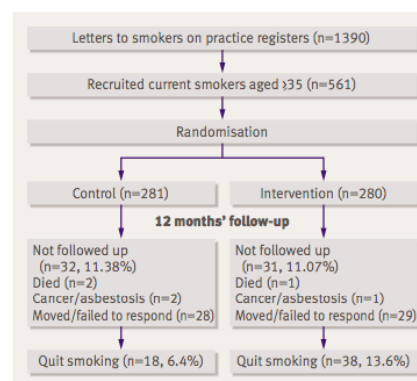 Letters to smokers on practice registers (n=1390)
Recruited current smokers aged ⩾35 (n=561)
Randomisation
Control (n=281)
Intervention (n=280)
12 months' follow-up
Not followed up
(n=32, 11.38%)
Died (n=2)
Cancer/asbestosis (n=2)
Moved/failed to respond (n=28)
Not followed up
(n=31, 11.07%)
Died (n=1)
Cancer/asbestosis (n=1)
Moved/failed to respond (n=29)
Quit smoking (n=18, 6.4%)
Quit smoking (n=38, 13.6%)